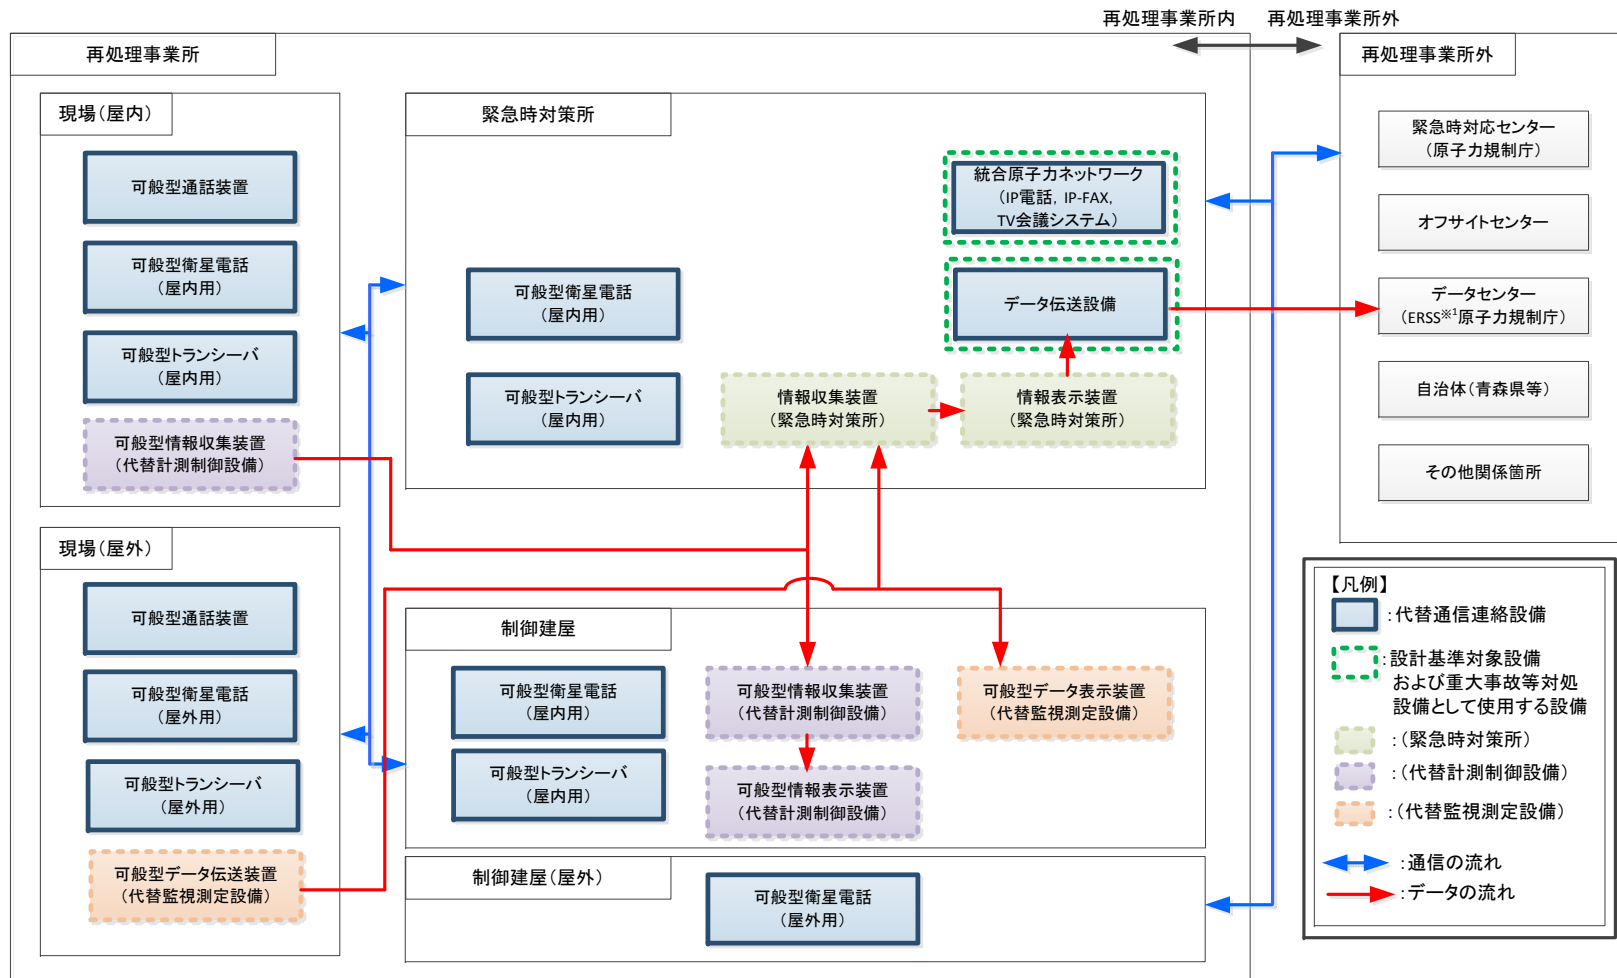 再処理事業所内
再処理事業所外
再処理事業所
再処理事業所外
現場(屋内)
可般型通話装置
可般型衛星電話
(屋内用)
可般型トランシーバ
(屋内用)
可般型情報収集装置
(代替計測制御設備)
緊急時対策所
統合原子力ネットワーク
(IP電話, IP-FAX,
TV会議システム)
可般型衛星電話
(屋内用)
データ伝送設備
可般型トランシーバ
(屋内用)
情報収集装置
(緊急時対策所)
情報表示装置
(緊急時対策所)
緊急時対応センター
(原子力規制庁)
オフサイトセンター
データセンター
(ERSS※1原子力規制庁)
自治体(青森県等)
その他関係箇所
現場(屋外)
可般型通話装置
可般型衛星電話
(屋外用)
可般型トランシーバ
(屋外用)
可般型データ伝送装置
(代替監視測定設備)
制御建屋
可般型衛星電話
(屋内用)
可般型トランシーバ
(屋内用)
可般型情報収集装置
(代替計測制御設備)
可般型データ表示装置
(代替監視測定設備)
可般型情報表示装置
(代替計測制御設備)
制御建屋(屋外)
可般型衛星電話
(屋外用)
【凡例】
:代替通信連絡設備
:設計基準対象設備
および重大事故等対処
設備として使用する設備
:(緊急時対策所)
:(代替計測制御設備)
:(代替監視測定設備)
:通信の流れ
:データの流れ